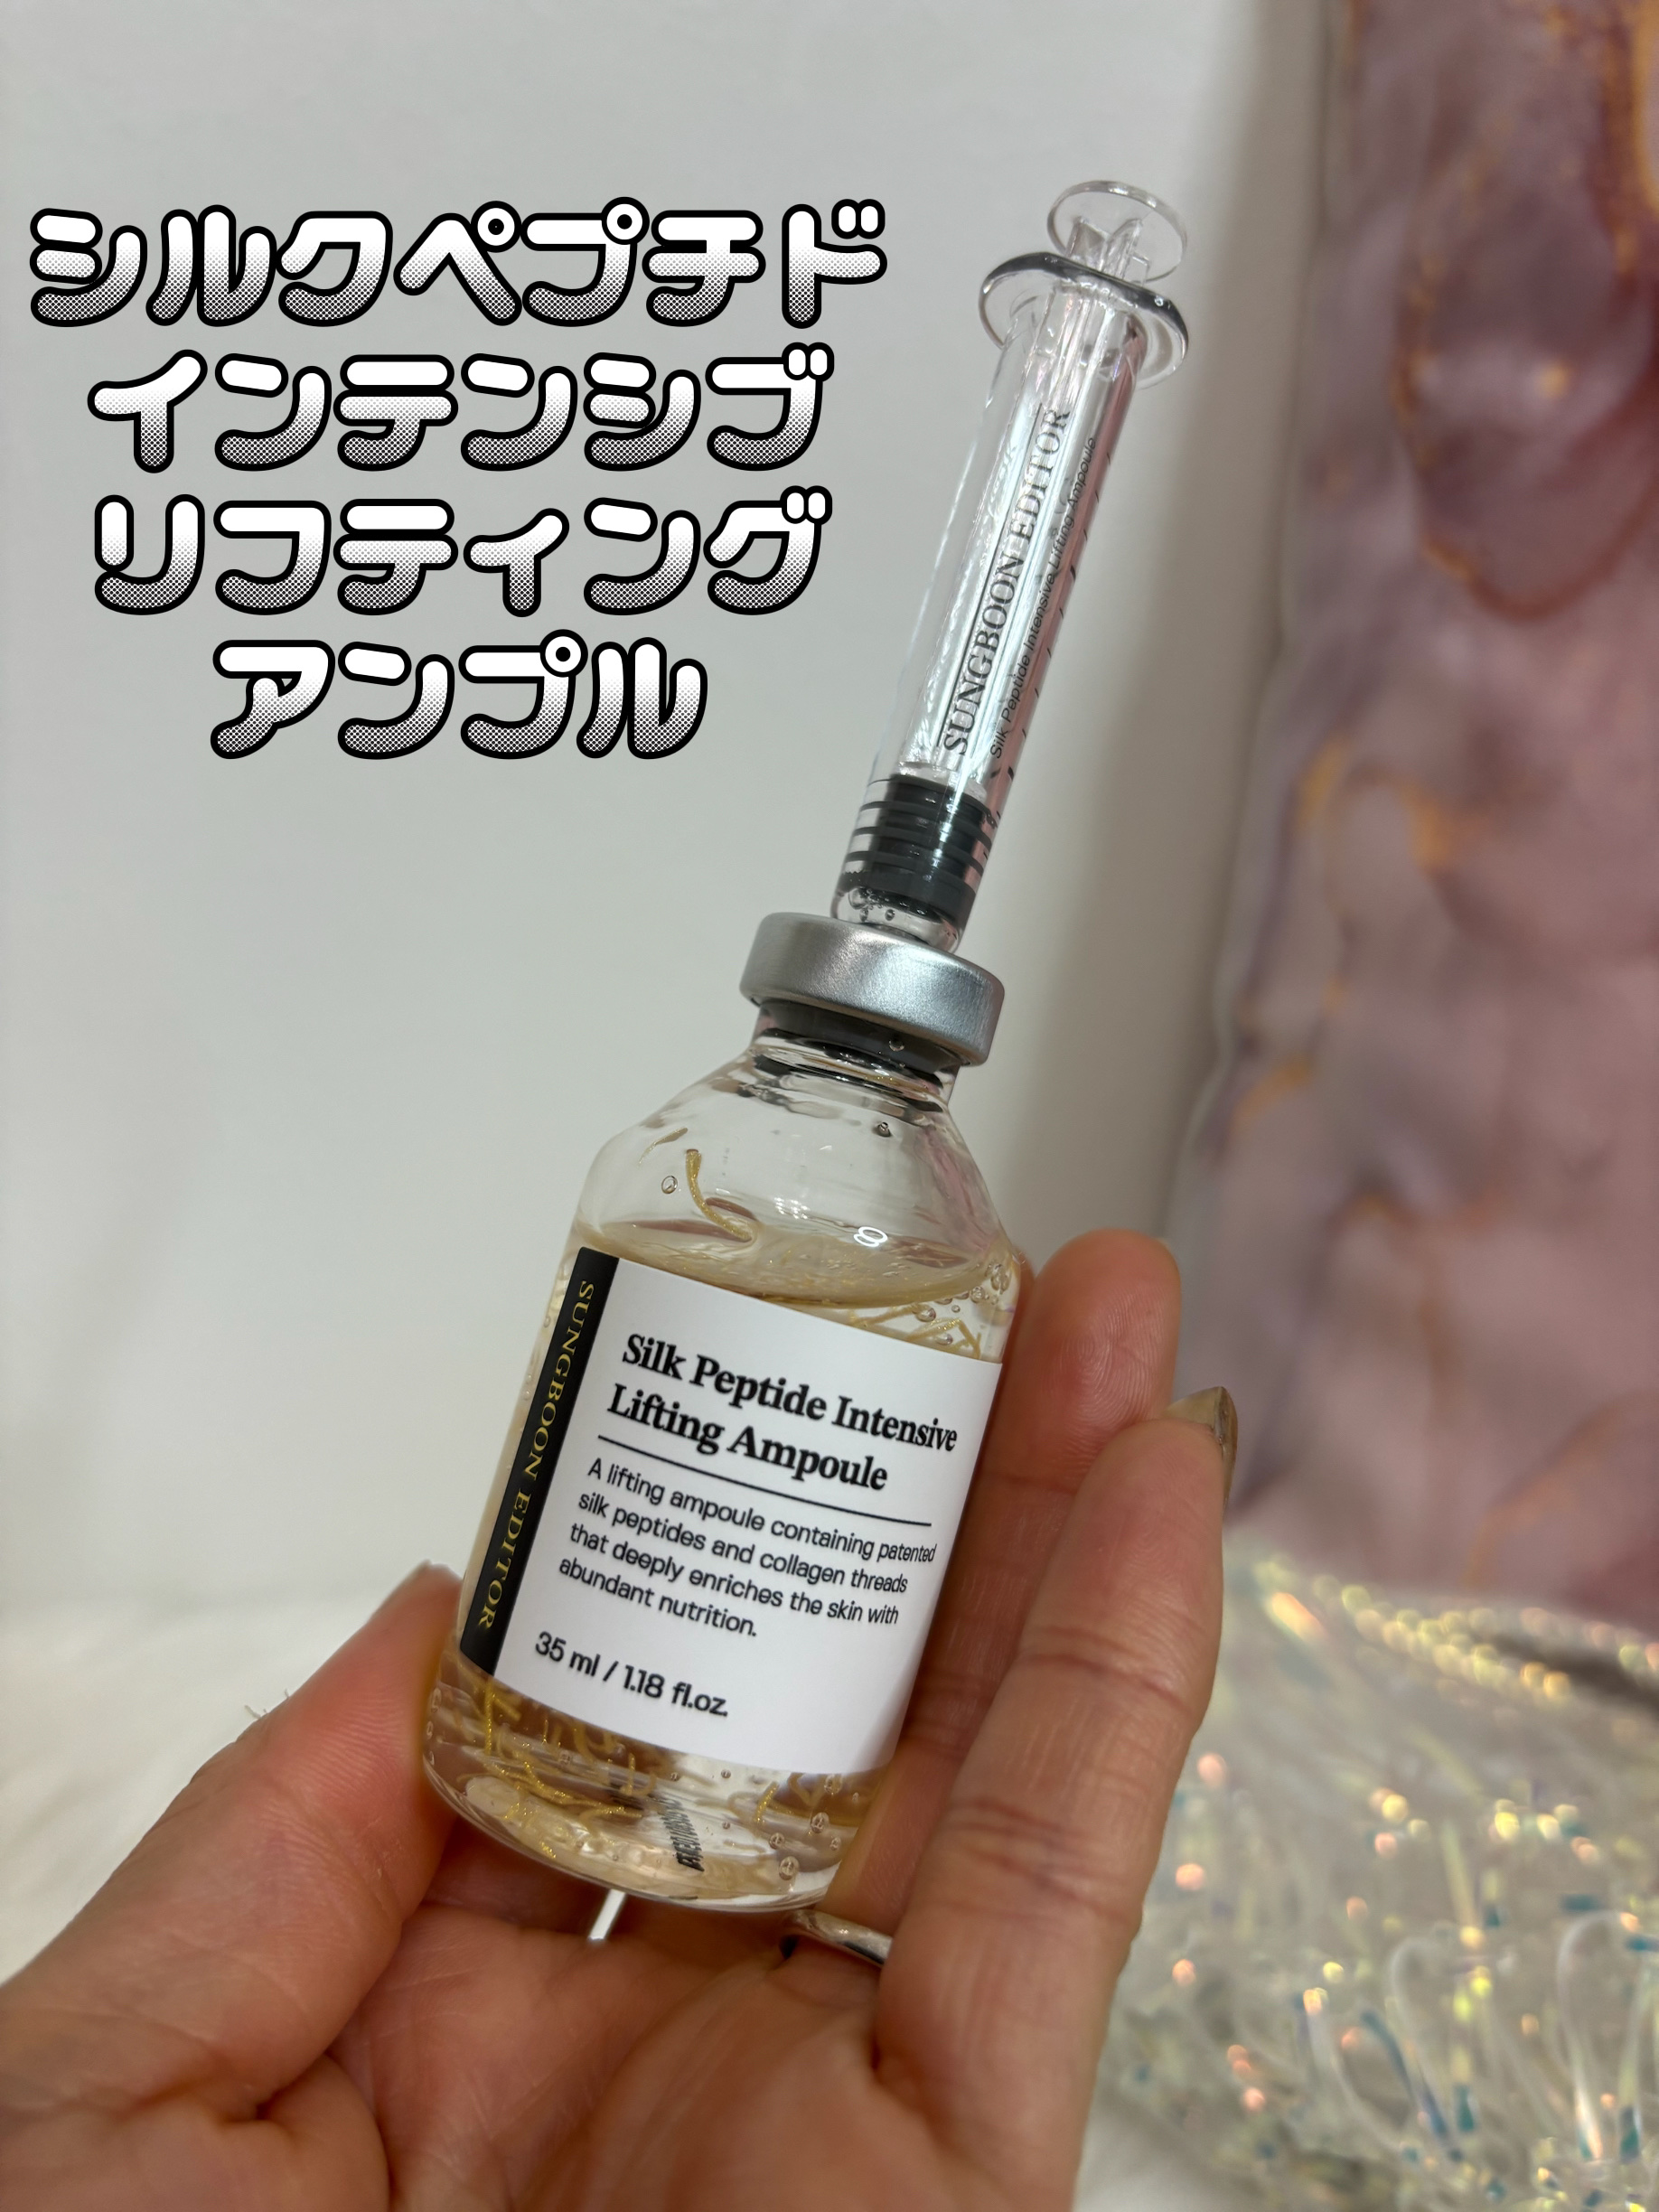 シルクペプチド
インテンシブ
リフティング
アンプル
SUNGBOON EDITOR
Silk Peptide Intensive Lifting Ampoule
SUNGBOON EDITOR
Silk Peptide Intensive
Lifting Ampoule
A lifting ampoule containing patented
silk peptides and collagen threads
that deeply enriches the skin with
abundant nutrition.
35 ml / 1.18 fl.oz.